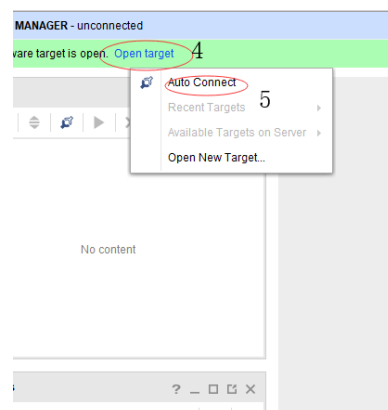 MANAGER - unconnected
ware target is open. Open target 4
Auto Connect
Recent Targets 5
Available Targets on Server
Open New Target...
No content
s